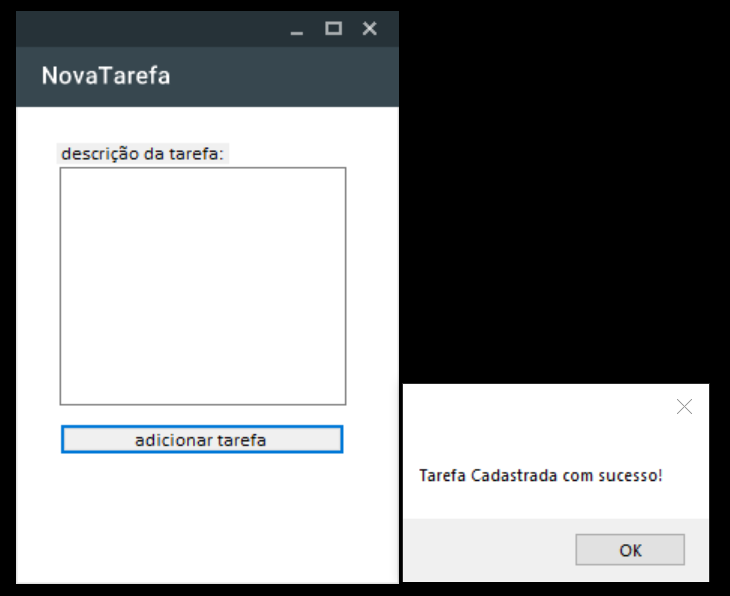 NovaTarefa
descrição da tarefa:
adicionar tarefa
Tarefa Cadastrada com sucesso!
OK